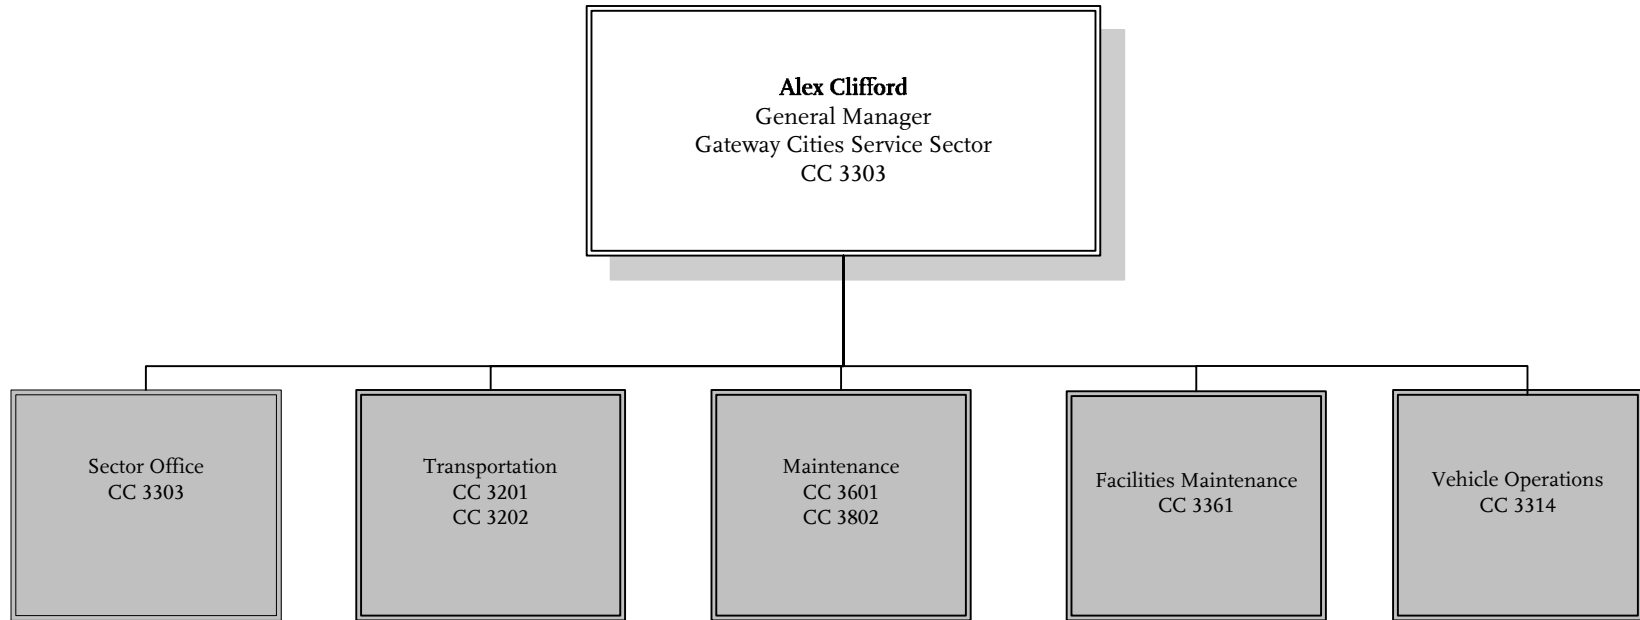 Alex Clifford
General Manager
Gateway Cities Service Sector
CC 3303
Sector Office
CC 3303
Transportation
CC 3201
CC 3202
Maintenance
CC 3601
CC 3802
Facilities Maintenance
CC 3361
Vehicle Operations
CC 3314